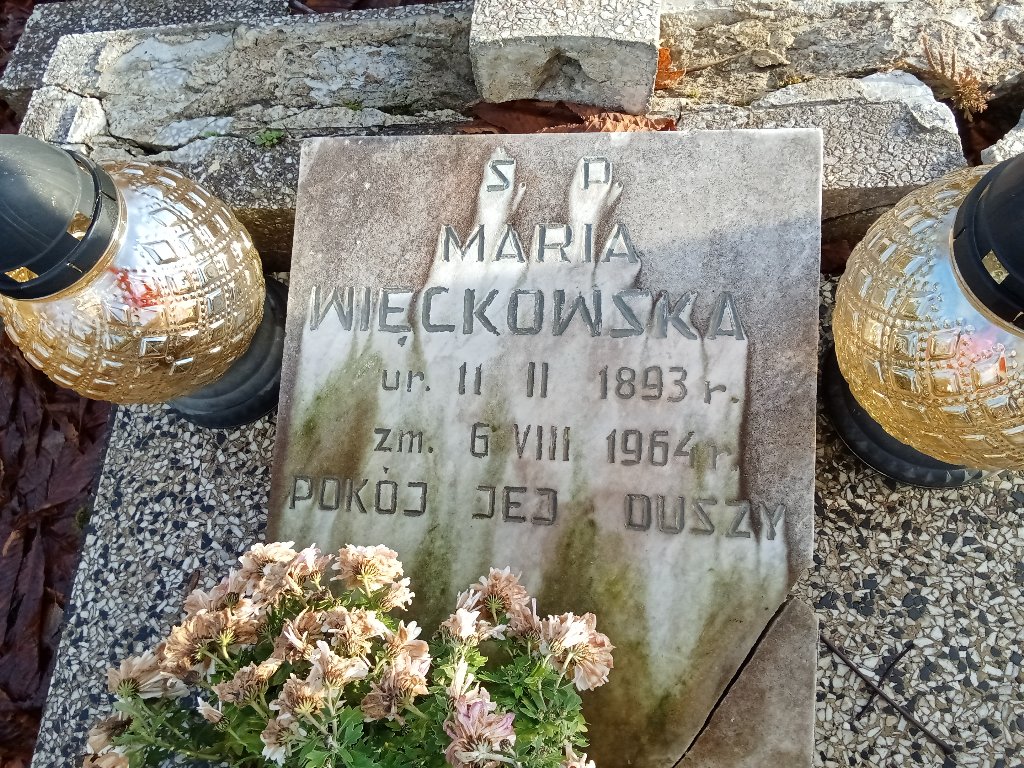 S P
MARIA
WIĘCKOWSKA
ur. 11 II 1893 r.
zm. 6 VIII 1964 r.
POKÓJ JEJ DUSZY